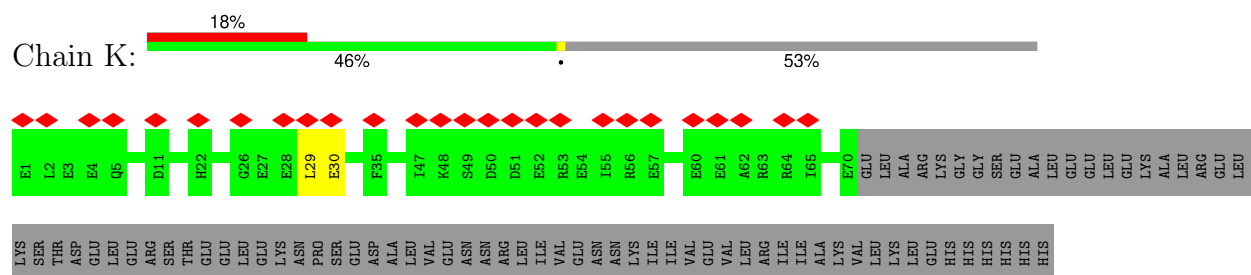 18%
Chain K:
46% • 53%
E1 L2 E3 E4 Q5 D11 H22 G26 E27 E28 L29 E30 F35 I47 K48 S49 D50 D51 E52 R53 E54 I55 R56 E57 E60 E61 A62 R63 R64 I65 E70 GLU LEU ALA ARG LYS GLY GLY SER GLU ALA LEU GLU GLU LEU GLU LYS ALA LEU ARG GLU LEU
LYS SER THR ASP GLU LEU GLU ARG SER THR GLU GLU LEU GLU LYS ASN PRO SER GLU ASP ALA LEU VAL GLU ASN ASN ARG LEU ILE VAL GLU ASN ASN LYS ILE ILE VAL GLU VAL LEU ARG ILE ILE ALA LYS VAL LEU LYS LEU GLU HIS HIS HIS HIS HIS HIS